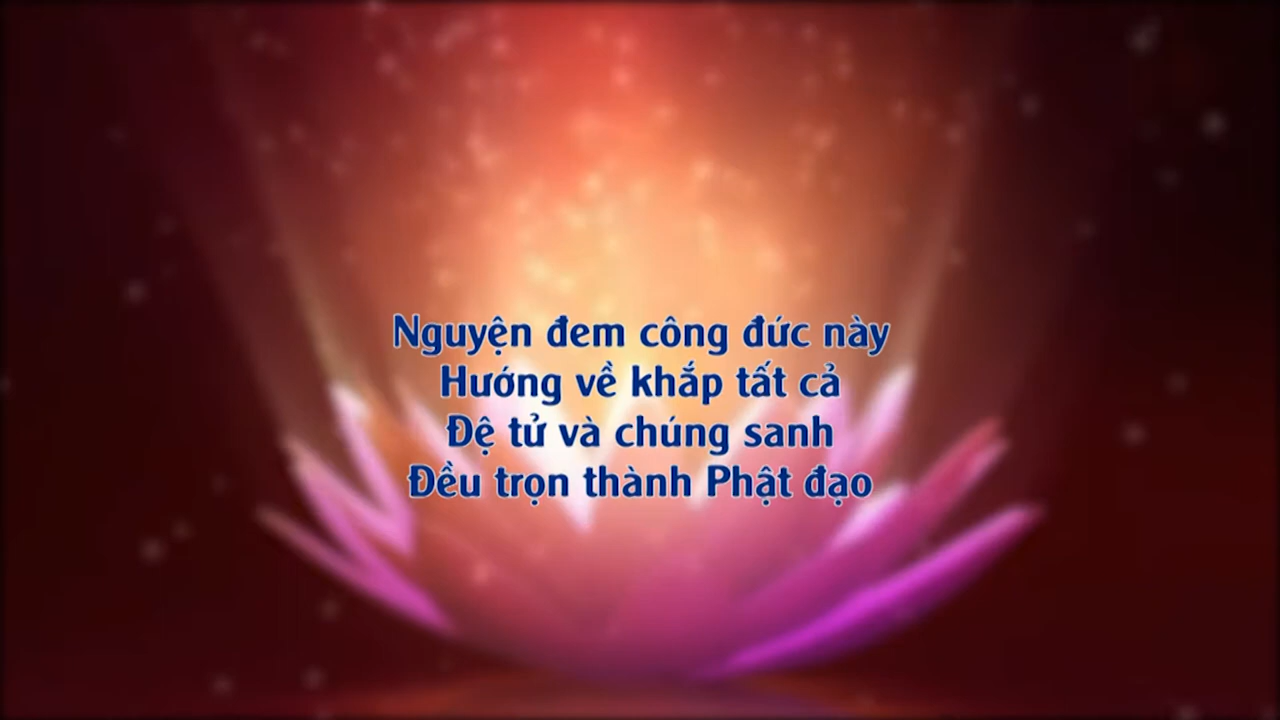 Nguyện đem công đức này
Hướng về khắp tất cả
Đệ tử và chúng sanh
Đều trọn thành Phật đạo